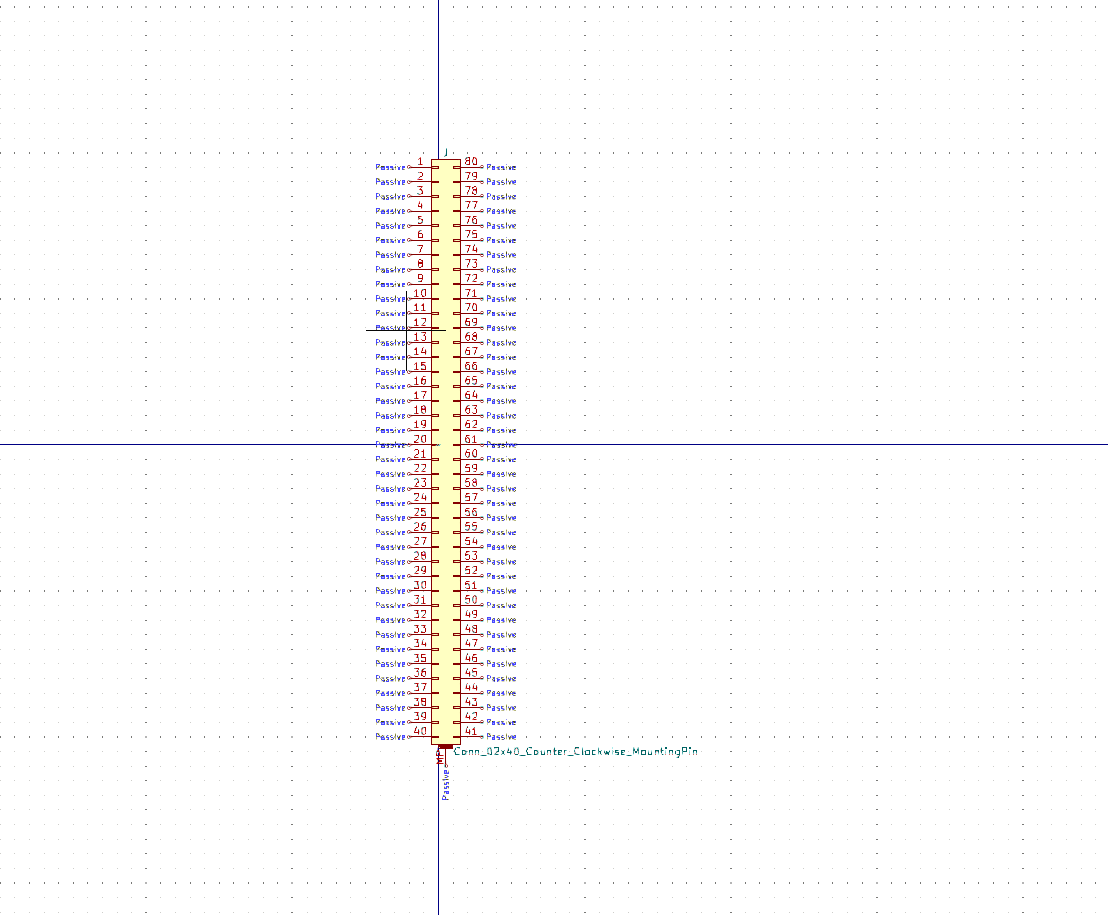 J
Passive 1 80 Passive
Passive 2 79 Passive
Passive 3 78 Passive
Passive 4 77 Passive
Passive 5 76 Passive
Passive 6 75 Passive
Passive 7 74 Passive
Passive 8 73 Passive
Passive 9 72 Passive
Passive 10 71 Passive
Passive 11 70 Passive
Passive 12 69 Passive
Passive 13 68 Passive
Passive 14 67 Passive
Passive 15 66 Passive
Passive 16 65 Passive
Passive 17 64 Passive
Passive 18 63 Passive
Passive 19 62 Passive
Passive 20 61 Passive
Passive 21 60 Passive
Passive 22 59 Passive
Passive 23 58 Passive
Passive 24 57 Passive
Passive 25 56 Passive
Passive 26 55 Passive
Passive 27 54 Passive
Passive 28 53 Passive
Passive 29 52 Passive
Passive 30 51 Passive
Passive 31 50 Passive
Passive 32 49 Passive
Passive 33 48 Passive
Passive 34 47 Passive
Passive 35 46 Passive
Passive 36 45 Passive
Passive 37 44 Passive
Passive 38 43 Passive
Passive 39 42 Passive
Passive 40 41 Passive
MP Conn_02x40_Counter_Clockwise_MountingPin
Passive